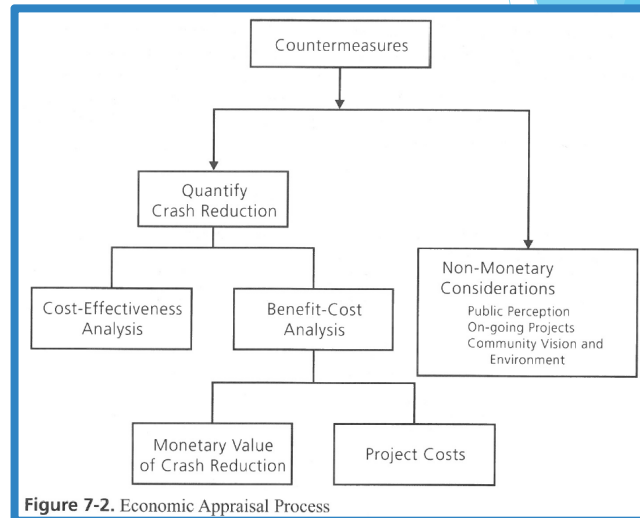 Countermeasures
Quantify
Crash Reduction
Non-Monetary
Considerations
Public Perception
On-going Projects
Community Vision and
Environment
Cost-Effectiveness
Analysis
Benefit-Cost
Analysis
Monetary Value
of Crash Reduction
Project Costs
Figure 7-2. Economic Appraisal Process